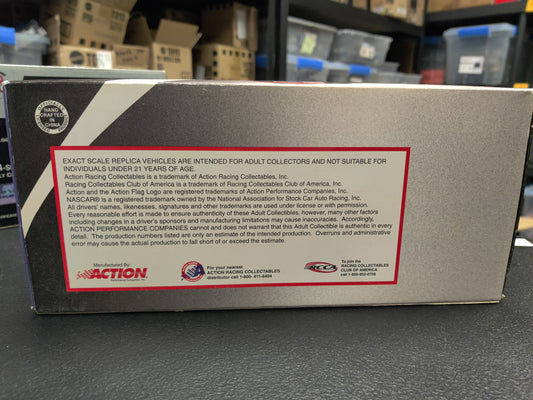 OFFICIALLY
HAND
CRAFTED
IN
CHINA
EXACT SCALE REPLICA VEHICLES ARE INTENDED FOR ADULT COLLECTORS AND NOT SUITABLE FOR
INDIVIDUALS UNDER 21 YEARS OF AGE.
Action Racing Collectables is a trademark of Action Racing Collectables, Inc.
Racing Collectables Club of America is a trademark of Racing Collectables Club of America, Inc.
Action and the Action Flag Logo are registered trademarks of Action Performance Companies, Inc.
NASCAR® is a registered trademark owned by the National Association for Stock Car Auto Racing, Inc.
All drivers' names, likenesses, signatures and other trademarks are used under license or with permission.
Every reasonable effort is made to ensure authenticity of these Adult Collectibles, however, many other factors
including changes in a driver's sponsors and manufacturing limitations may cause inaccuracies. Accordingly,
ACTION PERFORMANCE COMPANIES cannot and does not warrant that this Adult Collectible is authentic in every
detail. The production numbers listed are only an estimate of the intended production. Overruns and administrative
error may cause the actual production to fall short of or exceed the estimate.
Manufactured By:
ACTION
For your nearest
ACTION RACING COLLECTABLES
distributor call 1-800-411-8404
RCCA
To join the
RACING COLLECTABLES
CLUB OF AMERICA
call 1-800-952-0708